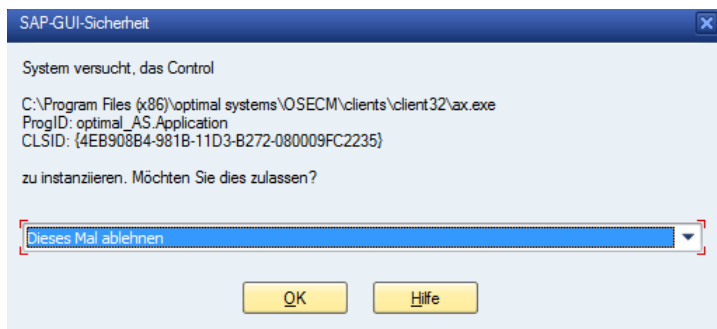 SAP-GUI-Sicherheit
System versucht, das Control
C:\Program Files (x86)\optimal systems\OSECM\clients\client32\ax.exe
ProgID: optimal_AS.Application
CLSID: {4EB908B4-981B-11D3-B272-080009FC2235}
zu instanziieren. Möchten Sie dies zulassen?
Dieses Mal ablehnen
OK Hilfe